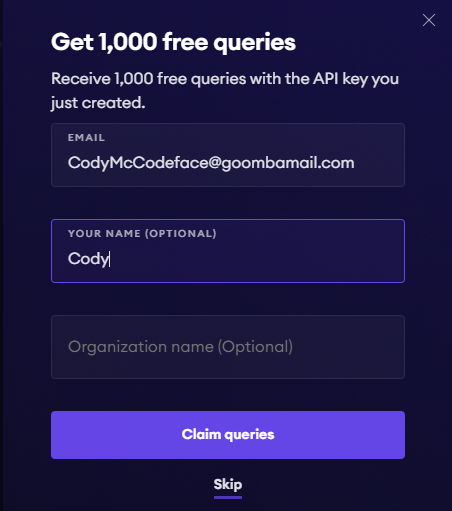 Get 1,000 free queries
Receive 1,000 free queries with the API key you
just created.
EMAIL
CodyMcCodeface@goombamail.com
YOUR NAME (OPTIONAL)
Cody
Organization name (Optional)
Claim queries
Skip